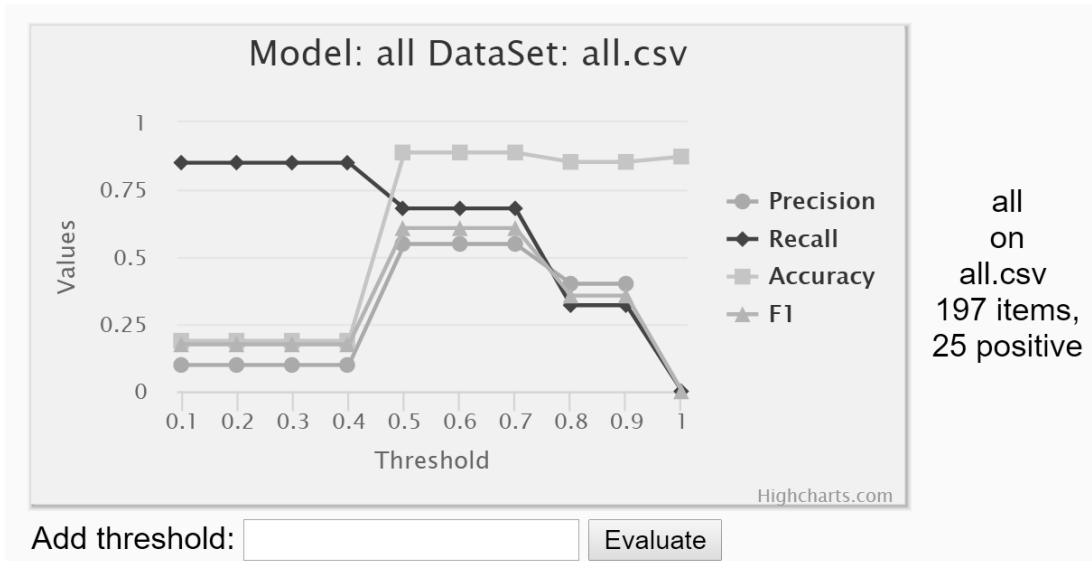 Model: all DataSet: all.csv
1
0.75
0.5
0.25
0
Values
0.1 0.2 0.3 0.4 0.5 0.6 0.7 0.8 0.9 1
Threshold
Precision
Recall
Accuracy
F1
Highcharts.com
all
on
all.csv
197 items,
25 positive
Add threshold:
Evaluate